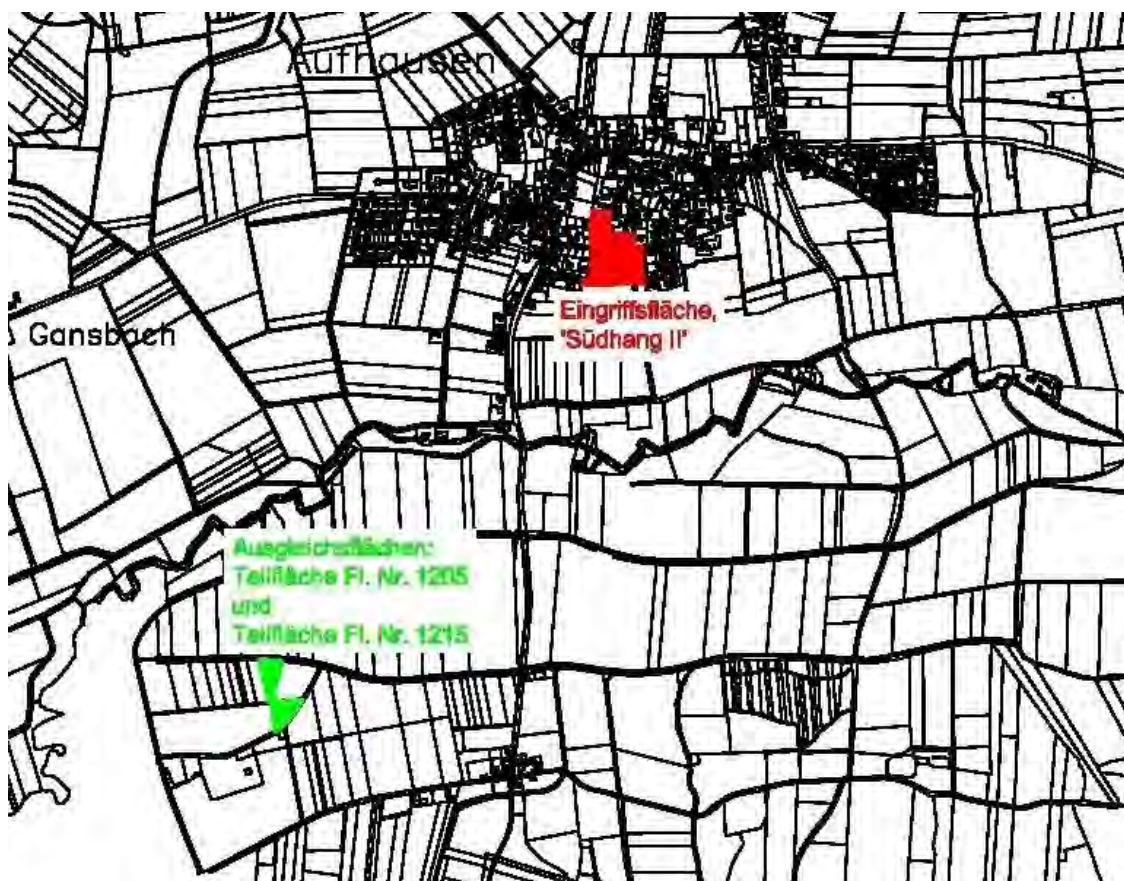 Aufhausen
Eingriffsfläche,
'Südhang II'
Gansbach
Ausgleichsflächen:
Teilfläche Fl. Nr. 1205
und
Teilfläche Fl. Nr. 1215